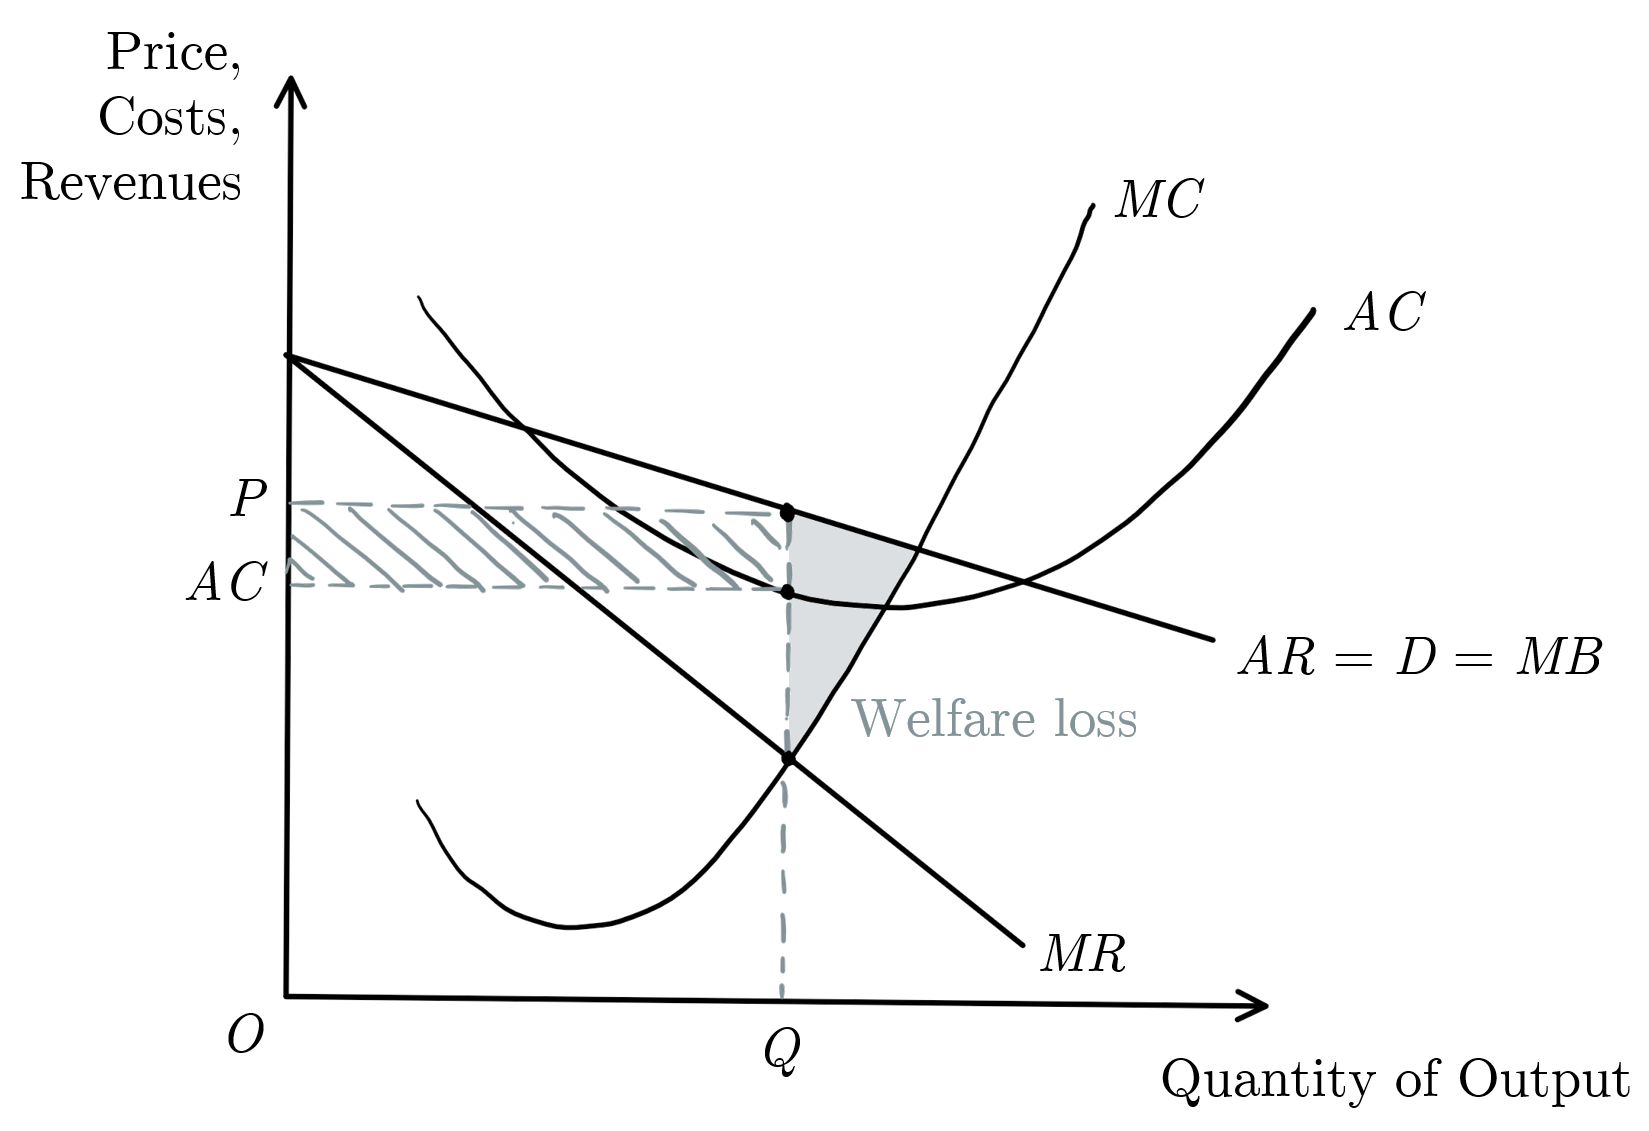 Price,
Costs,
Revenues
MC
AC
P
AC
AR = D = MB
Welfare loss
MR
O
Q
Quantity of Output